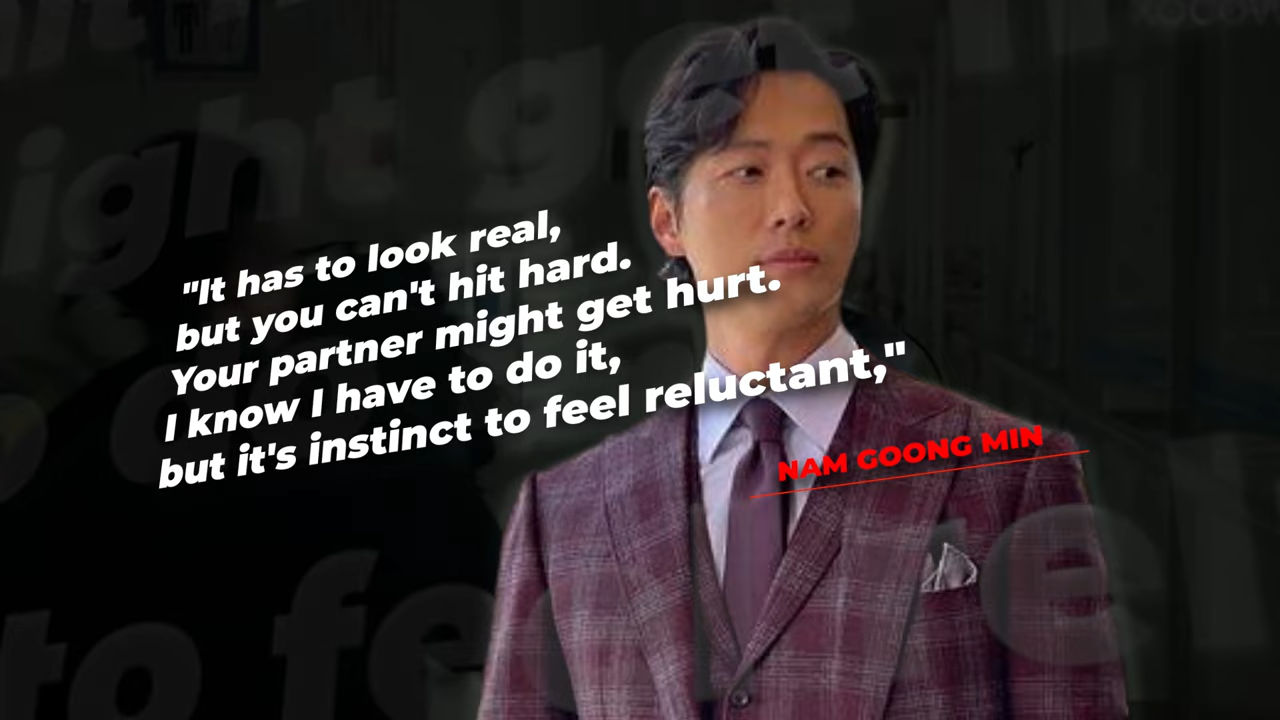 "It has to look real,
but you can't hit hard.
Your partner might get hurt.
I know I have to do it,
but it's instinct to feel reluctant,"
NAM GOONG MIN